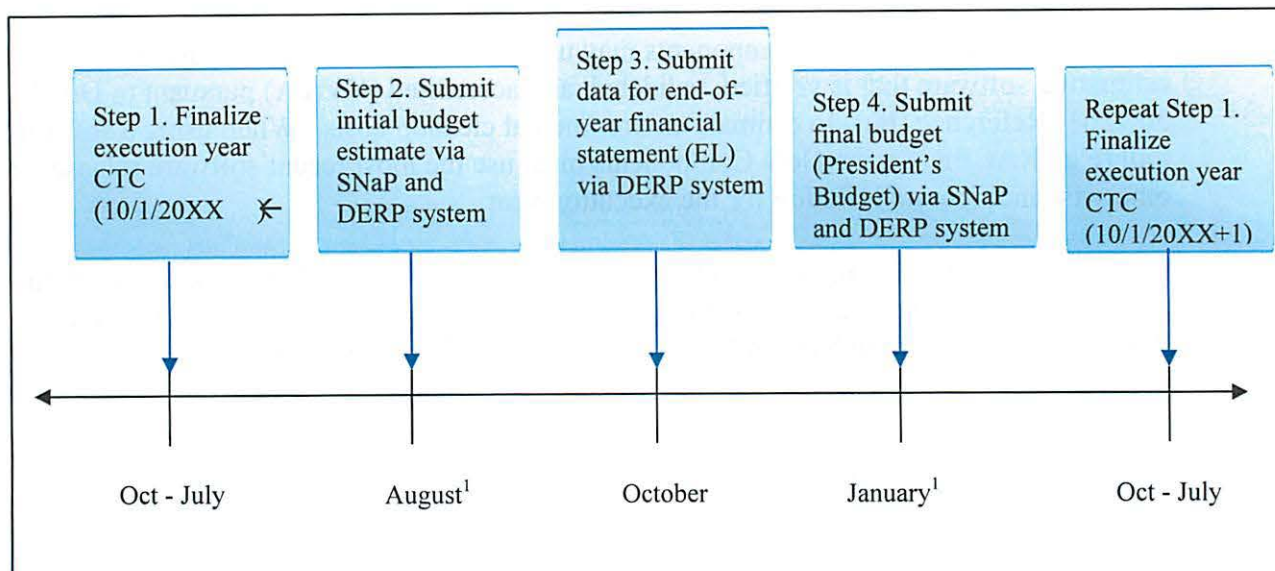 Step 1. Finalize
execution year
CTC
(10/1/20XX )
Step 2. Submit
initial budget
estimate via
SNaP and
DERP system
Step 3. Submit
data for end-of-
year financial
statement (EL)
via DERP system
Step 4. Submit
final budget
(President's
Budget) via SNaP
and DERP system
Repeat Step 1.
Finalize
execution year
CTC
(10/1/20XX+1)
Oct - July
August¹
October
January¹
Oct - July